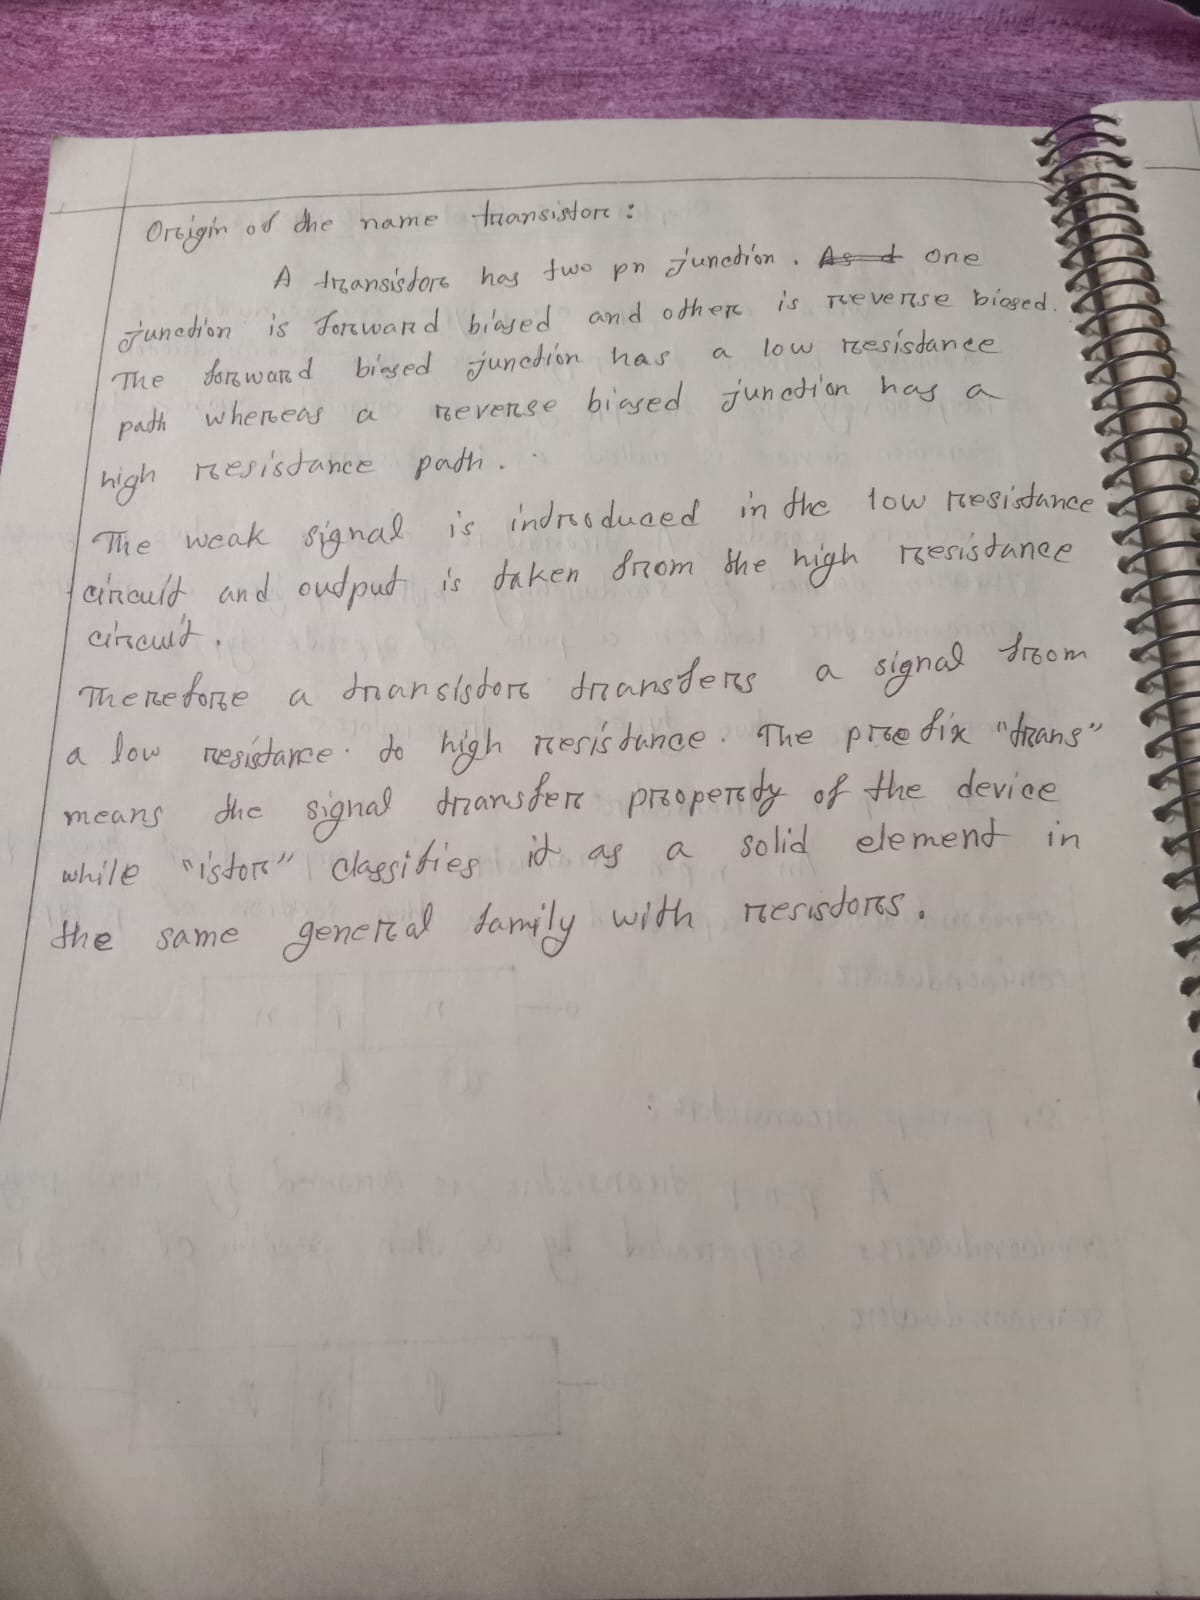 Origin of the name transistor:
A transistor has two pn junction. As d one
junction is forward biased and other is reverse biased.
The forward biased junction has a low resistance
path whereas a reverse biased junction has a
high resistance path.
The weak signal is introduced in the low resistance
circuit and output is taken from the high resistance
circuit.
Therefore a transistor transfers a signal from
a low resistance to high resistance. The prefix "trans"
means the signal transfer property of the device
while "istor" classifies it as a solid element in
the same general family with resistors.